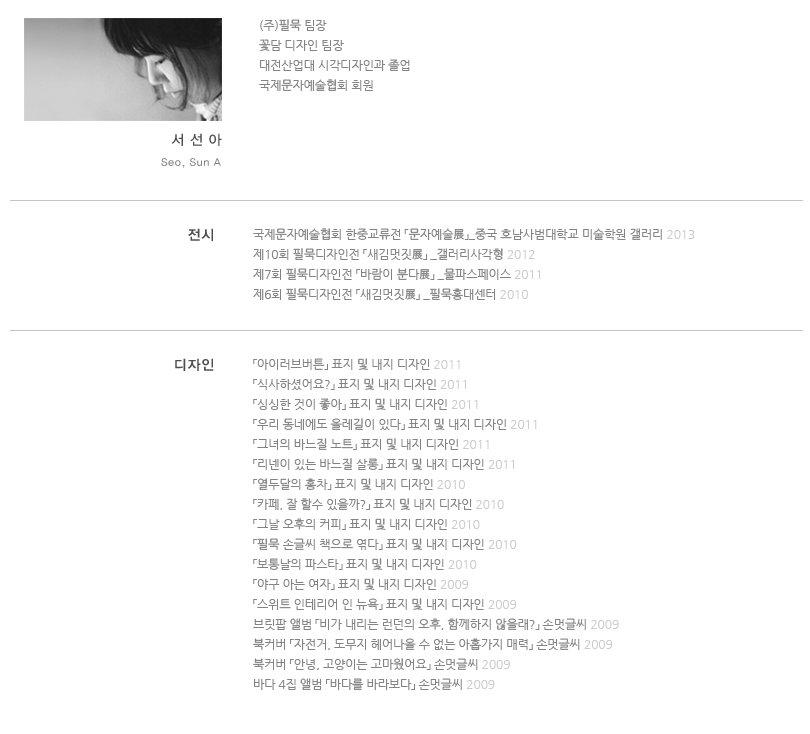 (주)필묵 팀장
꽃담 디자인 팀장
대전산업대 시각디자인과 졸업
국제문자예술협회 회원
서 선 아
Seo, Sun A
전시
국제문자예술협회 한중교류전 「문자예술展」_중국 호남사범대학교 미술학원 갤러리 2013
제10회 필묵디자인전 「새김멋짓展」_갤러리사각형 2012
제7회 필묵디자인전 「바람이 분다展」_물파스페이스 2011
제6회 필묵디자인전 「새김멋짓展」_필묵홍대센터 2010
디자인
「아이러브버튼」 표지 및 내지 디자인 2011
「식사하셨어요?」 표지 및 내지 디자인 2011
「싱싱한 것이 좋아」 표지 및 내지 디자인 2011
「우리 동네에도 올레길이 있다」 표지 및 내지 디자인 2011
「그녀의 바느질 노트」 표지 및 내지 디자인 2011
「리넨이 있는 바느질 살롱」 표지 및 내지 디자인 2011
「열두달의 홍차」 표지 및 내지 디자인 2010
「카페, 잘 할수 있을까?」 표지 및 내지 디자인 2010
「그날 오후의 커피」 표지 및 내지 디자인 2010
「필묵 손글씨 책으로 엮다」 표지 및 내지 디자인 2010
「보통날의 파스타」 표지 및 내지 디자인 2010
「야구 아는 여자」 표지 및 내지 디자인 2009
「스위트 인테리어 인 뉴욕」 표지 및 내지 디자인 2009
브릿팝 앨범 「비가 내리는 런던의 오후, 함께하지 않을래?」 손멋글씨 2009
북커버 「자전거, 도무지 헤어나올 수 없는 아홉가지 매력」 손멋글씨 2009
북커버 「안녕, 고양이는 고마웠어요」 손멋글씨 2009
바다 4집 앨범 「바다를 바라보다」 손멋글씨 2009